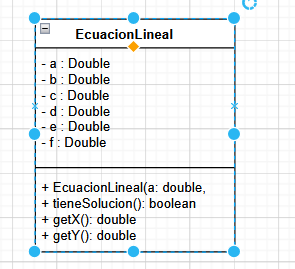 EcuacionLineal
- a : Double
- b : Double
- c : Double
- d : Double
- e : Double
- f : Double
+ EcuacionLineal(a: double,
+ tieneSolucion(): boolean
+ getX(): double
+ getY(): double